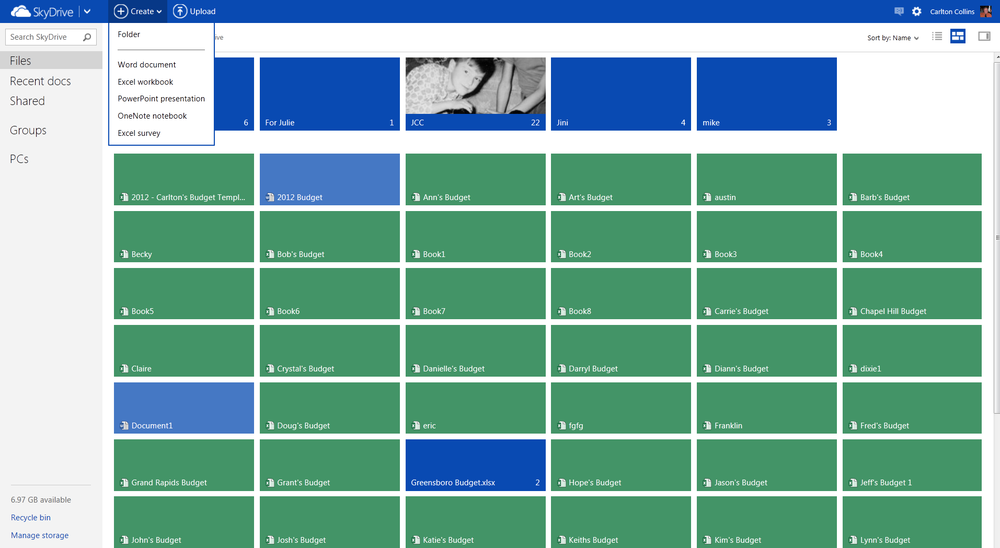 SkyDrive
Create
Upload
Carlton Collins
Search SkyDrive
Files
Recent docs
Shared
Groups
PCs
6.97 GB available
Recycle bin
Manage storage
Folder
Word document
Excel workbook
PowerPoint presentation
OneNote notebook
Excel survey
ive
Sort by: Name
6
For Julie 1
JCC 22
Jini 4
mike 3
2012 - Carlton's Budget Templ...
2012 Budget
Ann's Budget
Art's Budget
austin
Barb's Budget
Becky
Bob's Budget
Book1
Book2
Book3
Book4
Book5
Book6
Book7
Book8
Carrie's Budget
Chapel Hill Budget
Claire
Crystal's Budget
Danielle's Budget
Darryl Budget
Diann's Budget
dixie1
Document1
Doug's Budget
eric
fgfg
Franklin
Fred's Budget
Grand Rapids Budget
Grant's Budget
Greensboro Budget.xlsx 2
Hope's Budget
Jason's Budget
Jeff's Budget 1
John's Budget
Josh's Budget
Katie's Budget
Keiths Budget
Kim's Budget
Lynn's Budget